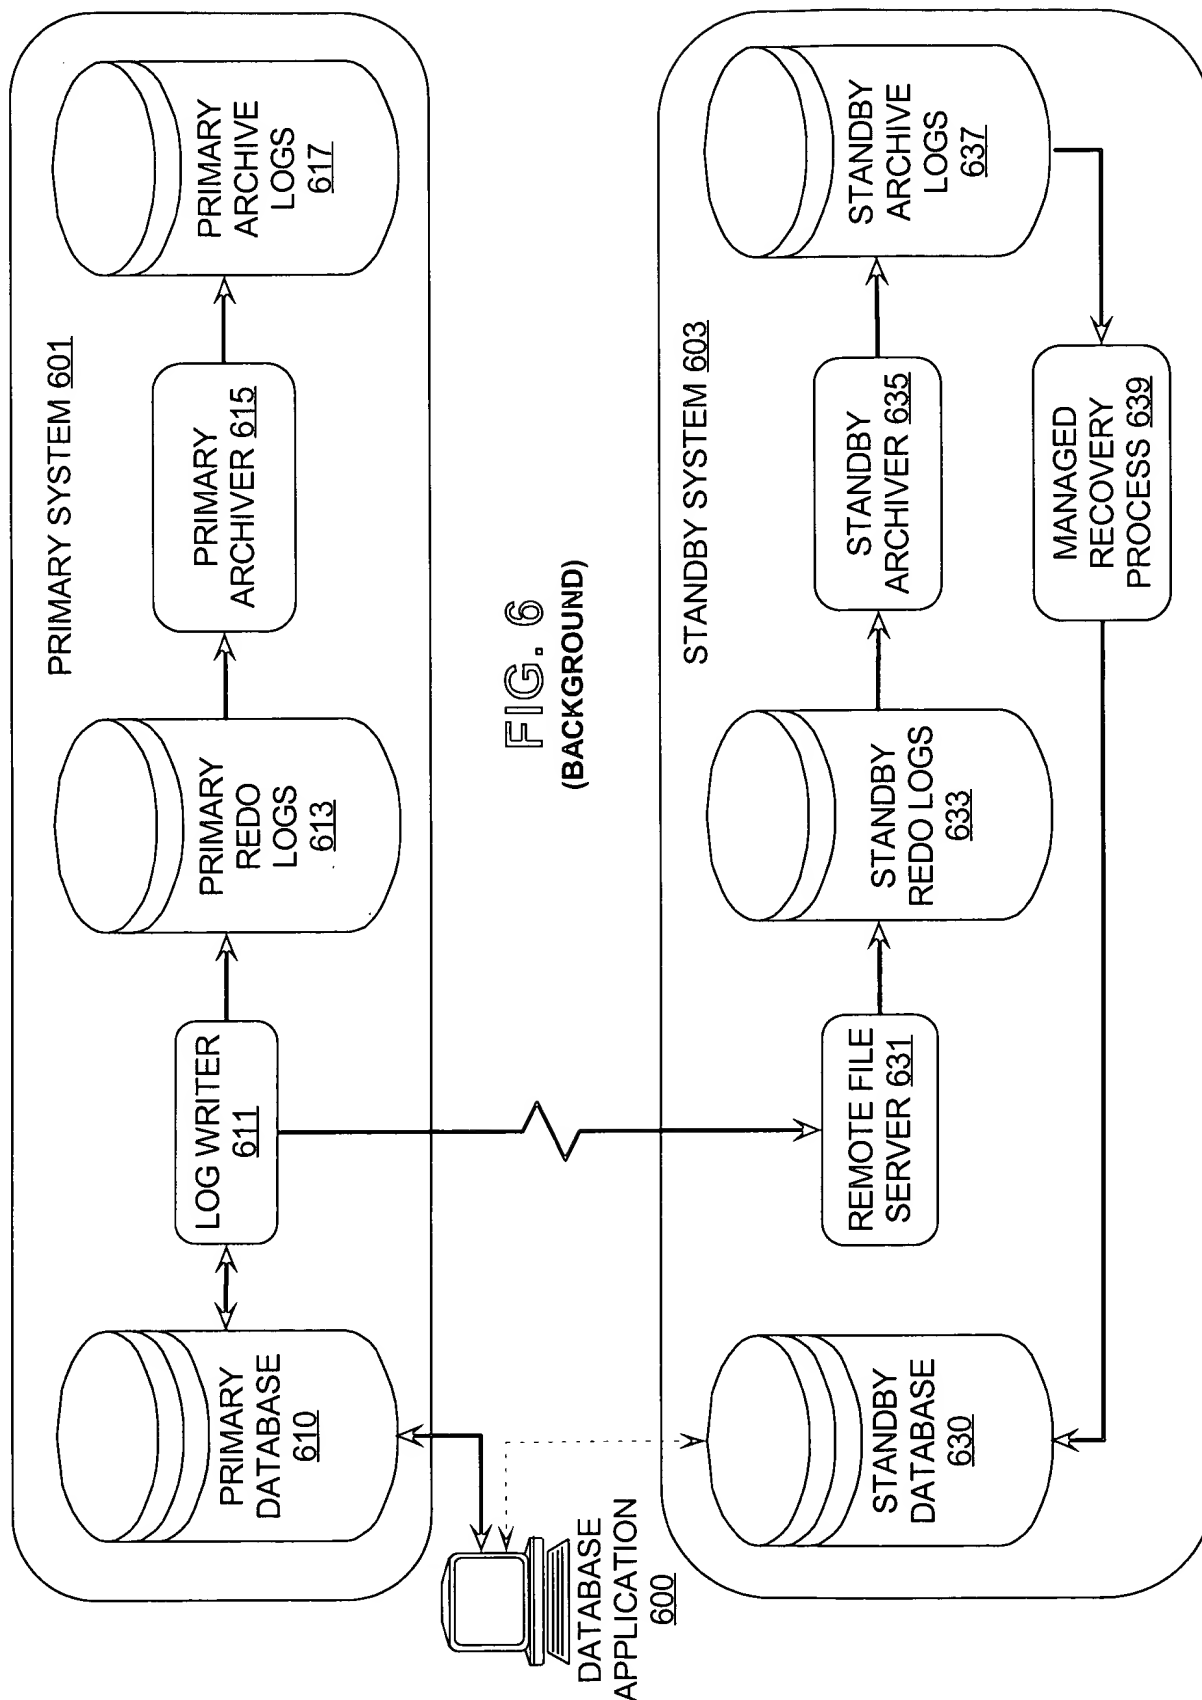 PRIMARY SYSTEM 601
PRIMARY
DATABASE
610
LOG WRITER
611
PRIMARY
REDO
LOGS
613
PRIMARY
ARCHIVER 615
PRIMARY
ARCHIVE
LOGS
617
DATABASE
APPLICATION
600
FIG. 6
(BACKGROUND)
STANDBY SYSTEM 603
STANDBY
DATABASE
630
REMOTE FILE
SERVER 631
STANDBY
REDO LOGS
633
STANDBY
ARCHIVER 635
STANDBY
ARCHIVE
LOGS
637
MANAGED
RECOVERY
PROCESS 639